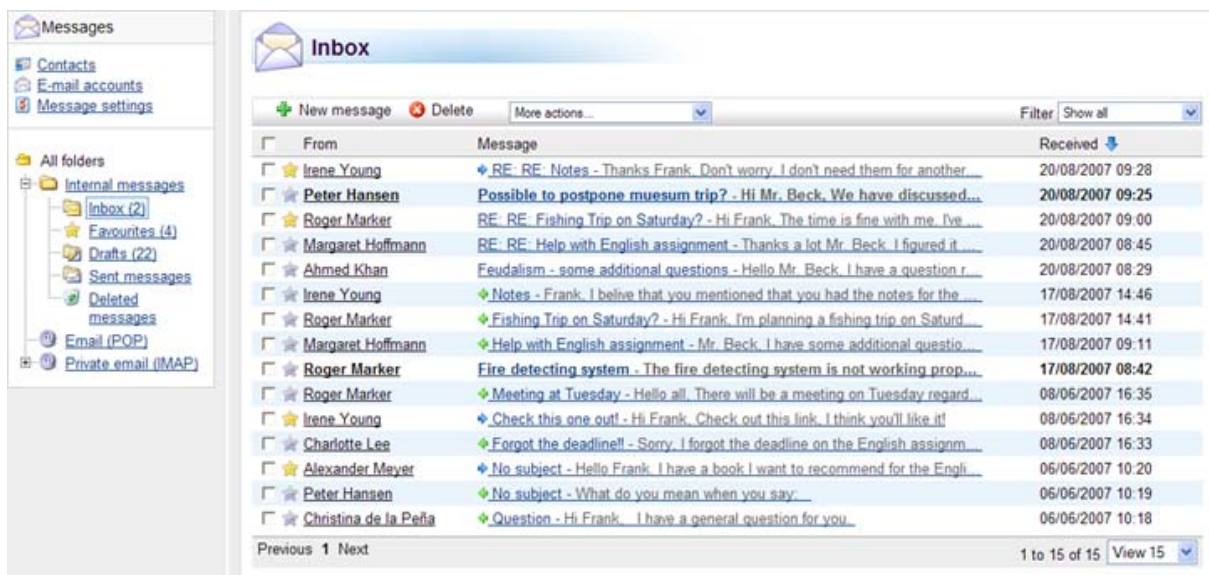 Messages
Contacts
E-mail accounts
Message settings
All folders
Internal messages
Inbox (2)
Favourites (4)
Drafts (22)
Sent messages
Deleted
messages
Email (POP)
Private email (IMAP)
Inbox
New message Delete More actions... Filter Show all
From Message Received
Irene Young RE: RE: Notes - Thanks Frank. Don't worry. I don't need them for another.... 20/08/2007 09:28
Peter Hansen Possible to postpone muesum trip? - Hi Mr. Beck, We have discussed... 20/08/2007 09:25
Roger Marker RE: RE: Fishing Trip on Saturday? - Hi Frank, The time is fine with me. I've .... 20/08/2007 09:00
Margaret Hoffmann RE: RE: Help with English assignment - Thanks a lot Mr. Beck. I figured it .... 20/08/2007 08:45
Ahmed Khan Feudalism - some additional questions - Hello Mr. Beck, I have a question r... 20/08/2007 08:29
Irene Young Notes - Frank, I belive that you mentioned that you had the notes for the .... 17/08/2007 14:46
Roger Marker Fishing Trip on Saturday? - Hi Frank, I'm planning a fishing trip on Saturd... 17/08/2007 14:41
Margaret Hoffmann Help with English assignment - Mr. Beck, I have some additional questio... 17/08/2007 09:11
Roger Marker Fire detecting system - The fire detecting system is not working prop... 17/08/2007 08:42
Roger Marker Meeting at Tuesday - Hello all, There will be a meeting on Tuesday regard... 08/06/2007 16:35
Irene Young Check this one out! - Hi Frank, Check out this link, I think you'll like it! 08/06/2007 16:34
Charlotte Lee Forgot the deadline!! - Sorry, I forgot the deadline on the English assignm... 08/06/2007 16:33
Alexander Meyer No subject - Hello Frank. I have a book I want to recommend for the Engli... 06/06/2007 10:20
Peter Hansen No subject - What do you mean when you say: 06/06/2007 10:19
Christina de la Peña Question - Hi Frank, I have a general question for you. 06/06/2007 10:18
Previous 1 Next 1 to 15 of 15 View 15